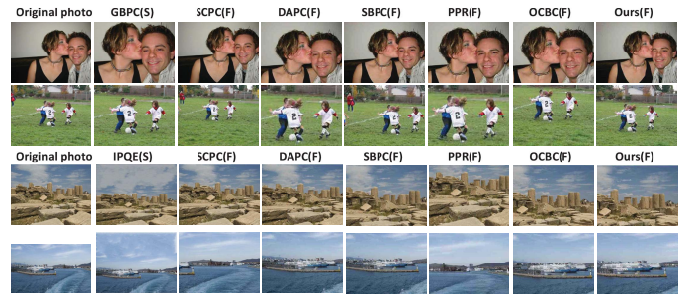 Original photo GBPC(S) SCPC(F) DAPC(F) SBPC(F) PPR(F) OCBC(F) Ours(F)
Original photo IPQE(S) SCPC(F) DAPC(F) SBPC(F) PPR(F) OCBC(F) Ours(F)